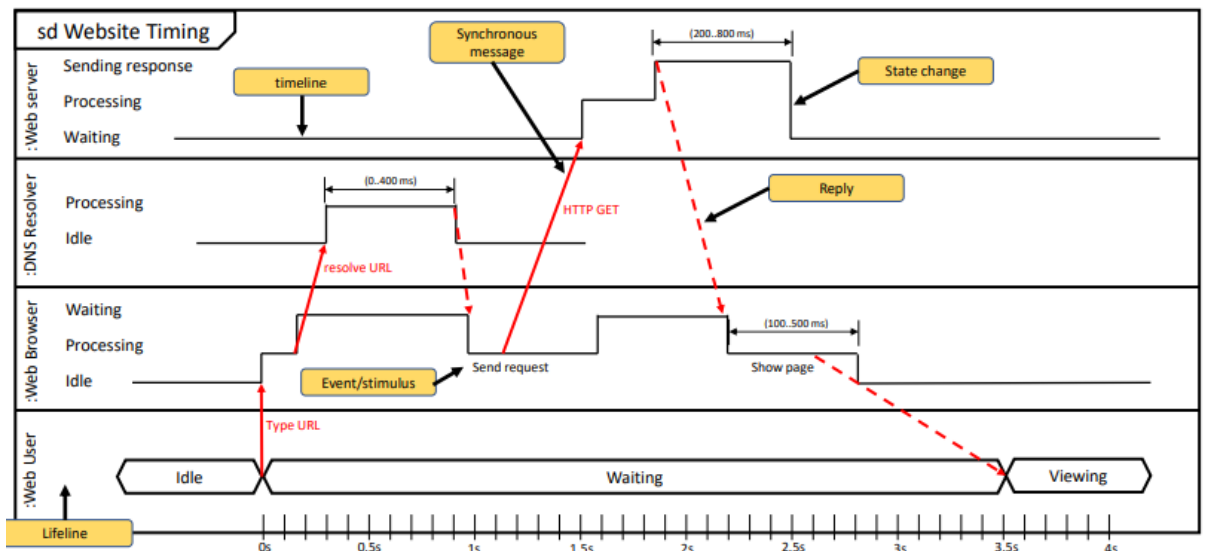 sd Website Timing
Synchronous
message
(200..800 ms)
:Web server
Sending response
timeline
State change
Processing
Waiting
:DNS Resolver
(0..400 ms)
Processing
Reply
HTTP GET
Idle
resolve URL
:Web Browser
Waiting
(100..500 ms)
Processing
Send request
Show page
Idle
Event/stimulus
Type URL
:Web User
Idle
Waiting
Viewing
Lifeline
0s
0.5s
1s
1.5s
2s
2.5s
3s
3.5s
4s